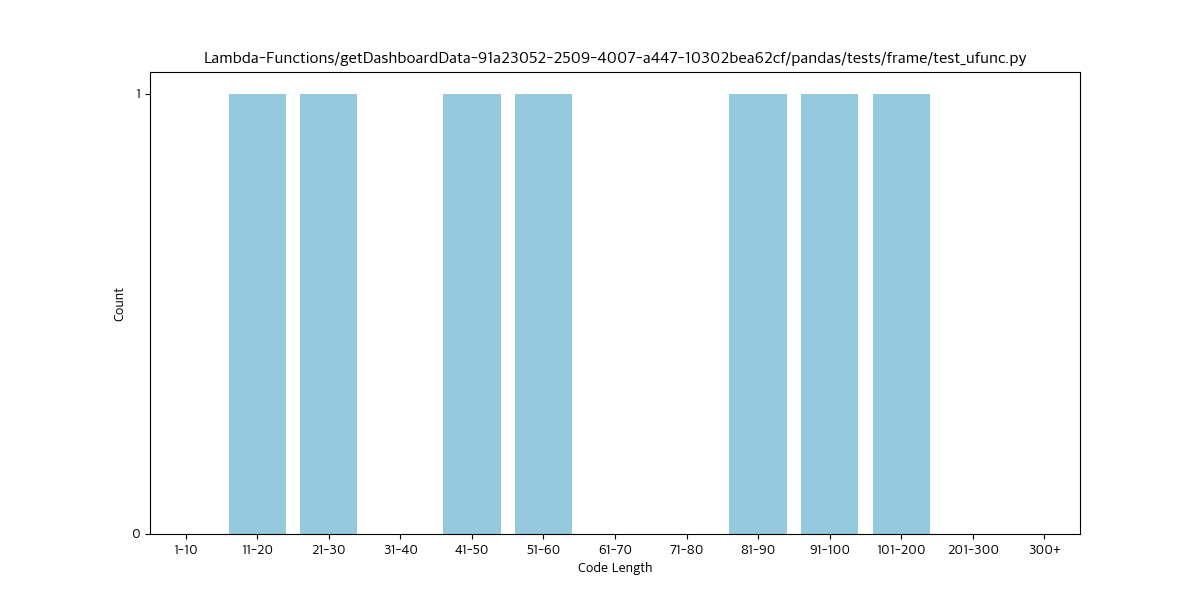 Lambda-Functions/getDashboardData-91a23052-2509-4007-a447-10302bea62cf/pandas/tests/frame/test_ufunc.py
1
Count
0
1-10 11-20 21-30 31-40 41-50 51-60 61-70 71-80 81-90 91-100 101-200 201-300 300+
Code Length